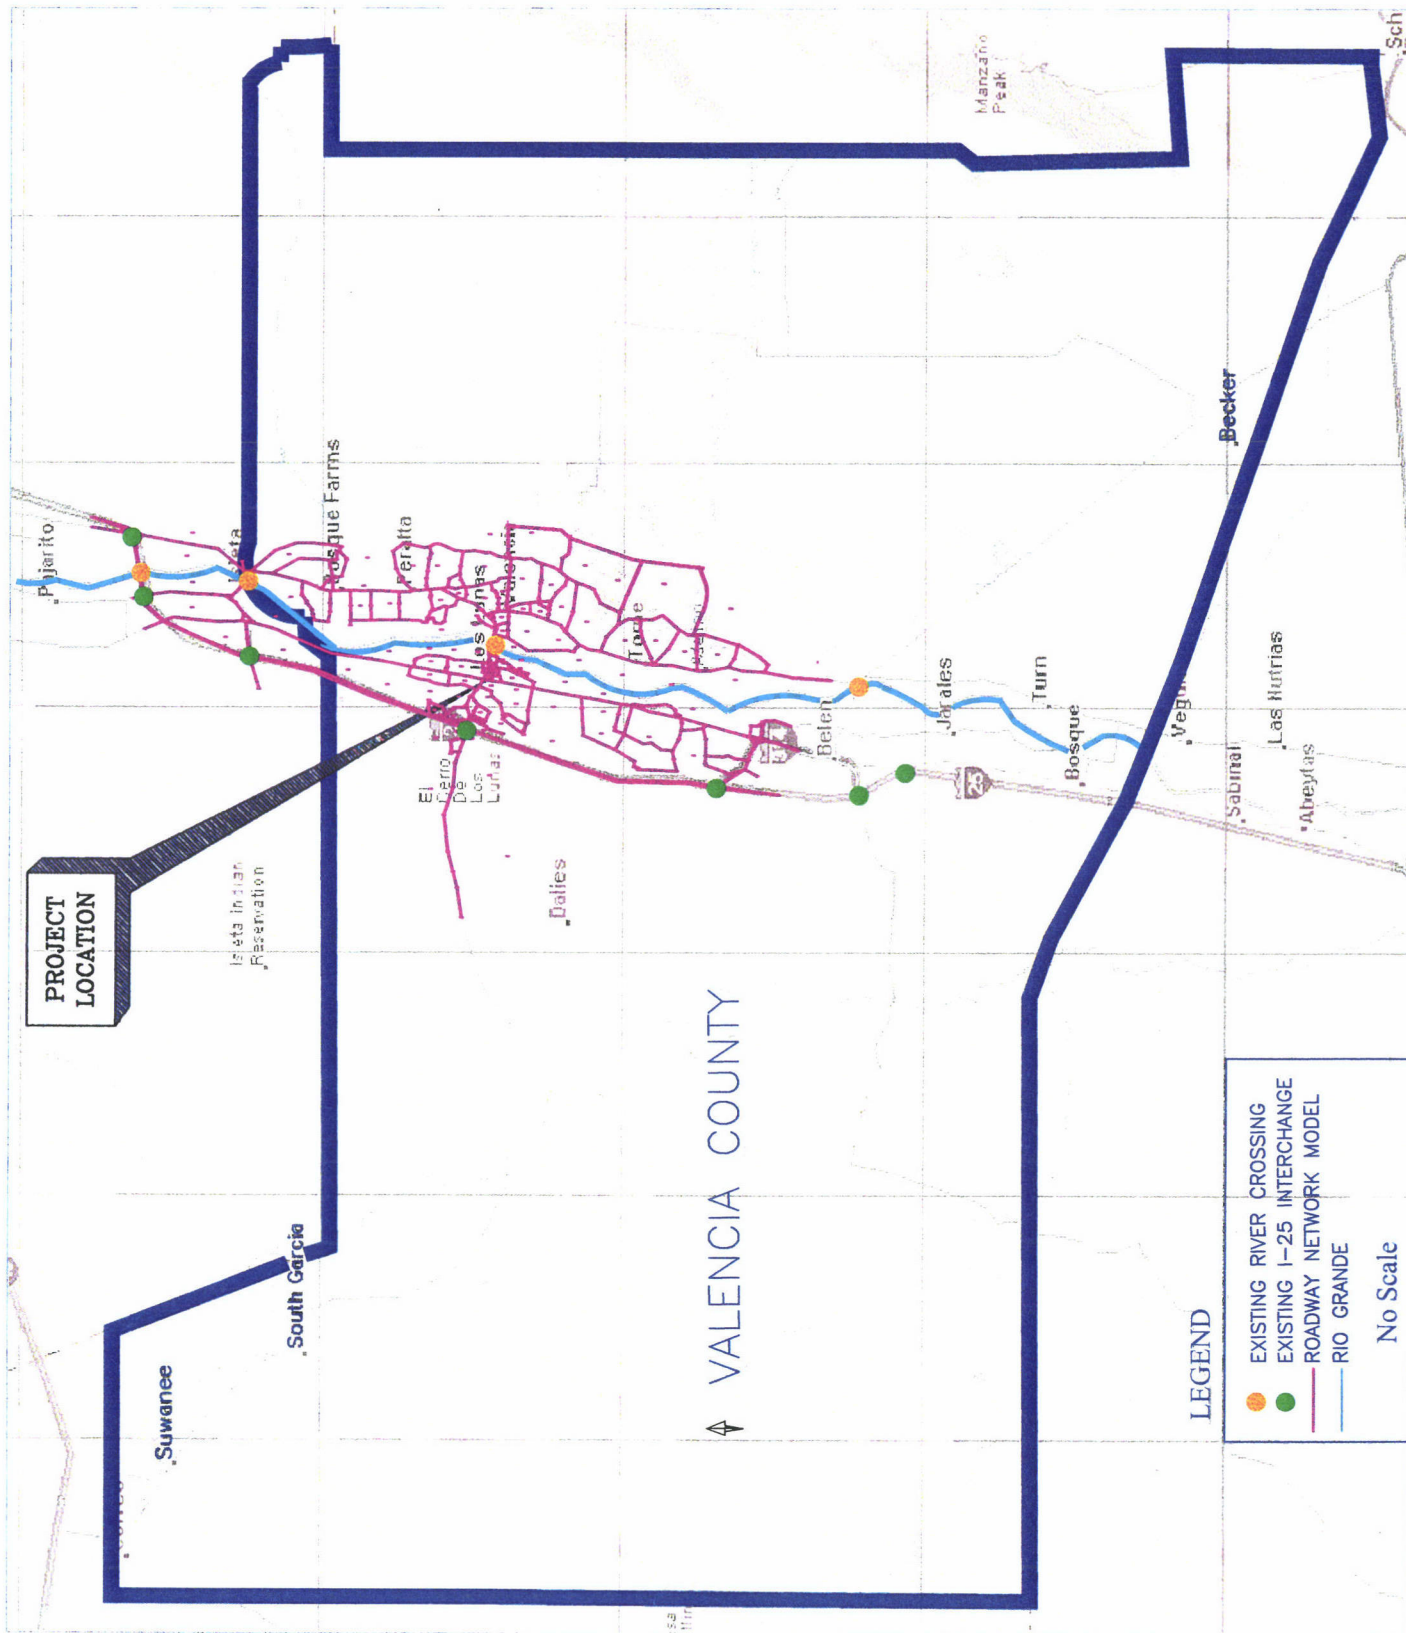 PROJECT
LOCATION
Pajarito
Isleta
Isleta Indian
Reservation
Bosque Farms
Peralta
Los Lunas
Valencia
El
Cerro
De
Los
Lunas
Dalies
Tome
Belen
Jarales
Turn
Bosque
25
Sabinal
Las Nutrias
Abeytas
Becker
Manzano
Peak
Sch
South Garcia
Suwanee
VALENCIA COUNTY
LEGEND
EXISTING RIVER CROSSING
EXISTING I-25 INTERCHANGE
ROADWAY NETWORK MODEL
RIO GRANDE
No Scale